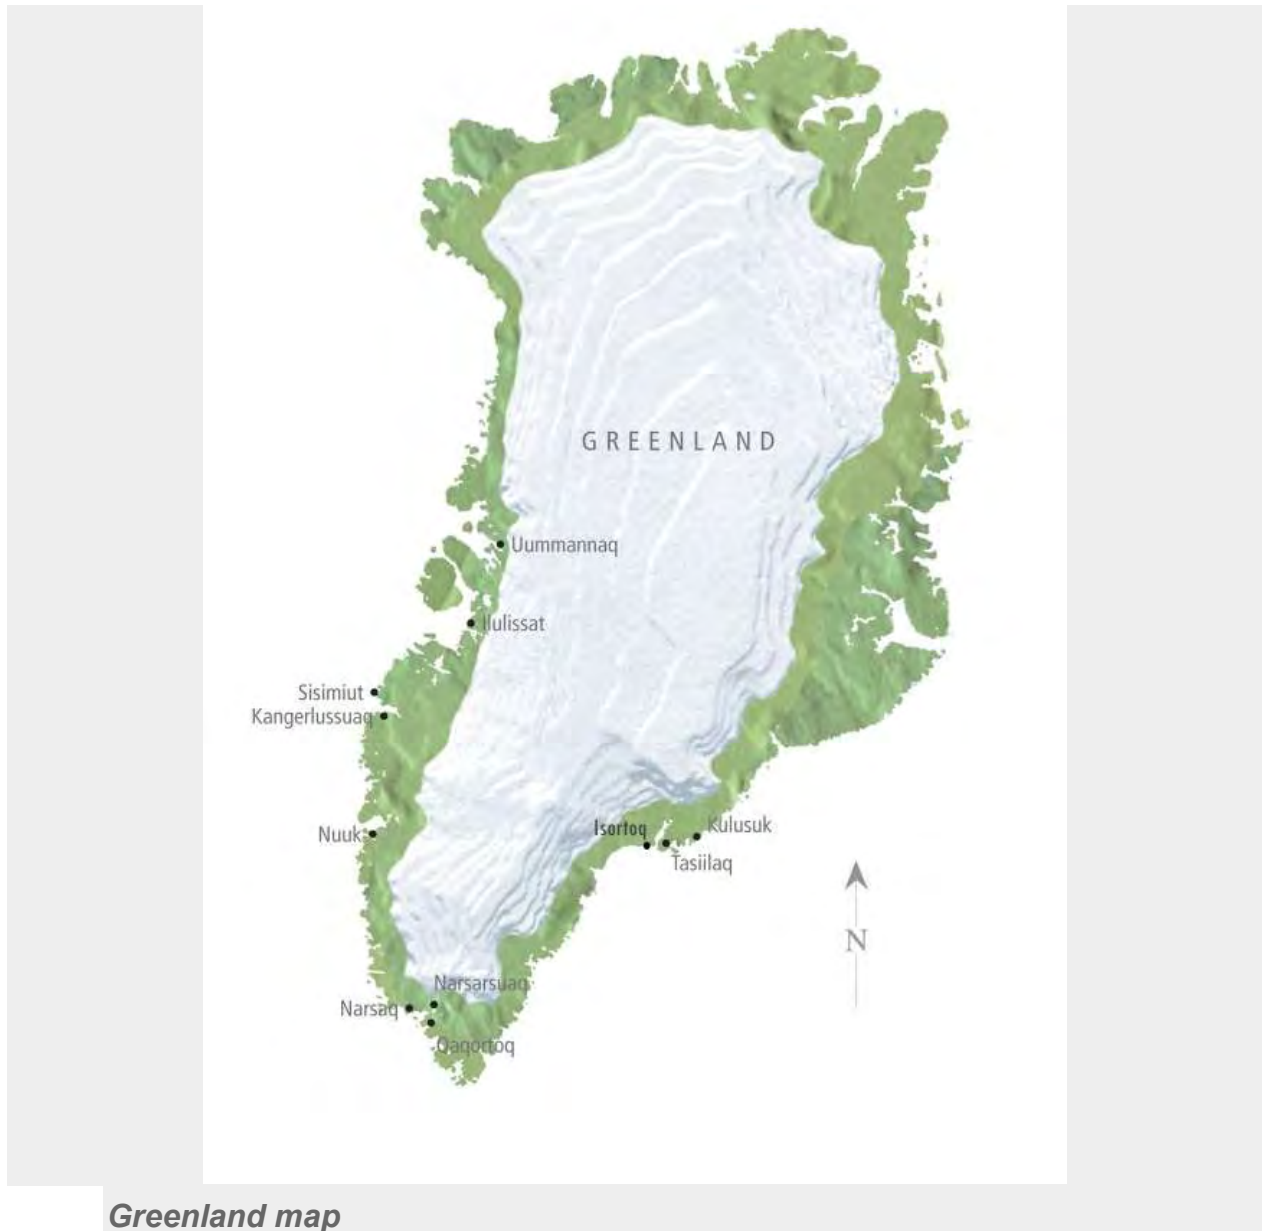 GREENLAND
Uummannaq
Ilulissat
Sisimiut
Kangerlussuaq
Nuuk
Isortoq
Kulusuk
Tasiilaq
N
Narsarsuaq
Narsaq
Qaqortoq
Greenland map